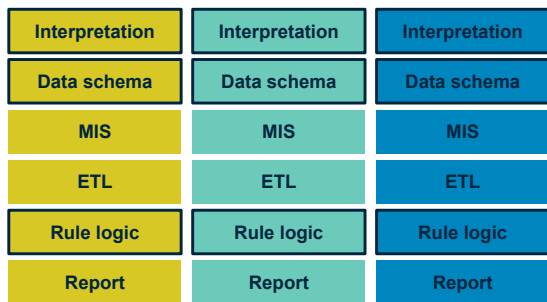 Interpretation Interpretation Interpretation
Data schema Data schema Data schema
MIS MIS MIS
ETL ETL ETL
Rule logic Rule logic Rule logic
Report Report Report